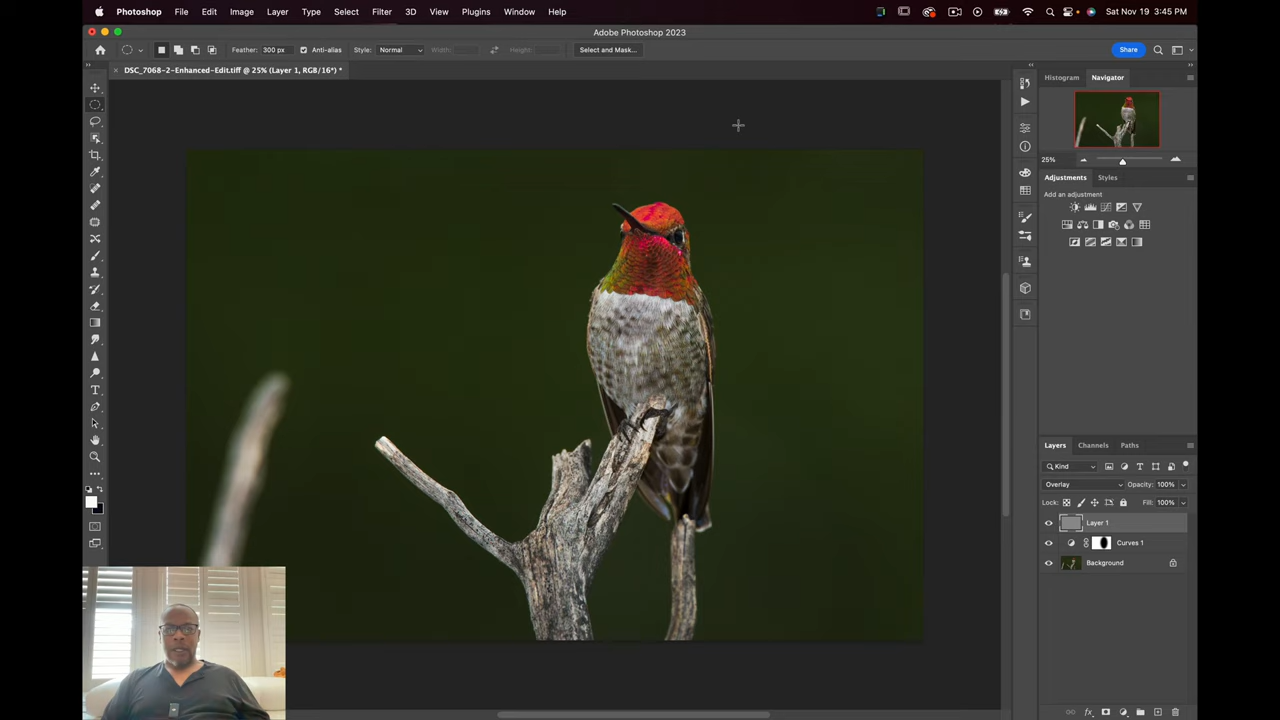 Photoshop File Edit Image Layer Type Select Filter 3D View Plugins Window Help Sat Nov 19 3:45 PM
Adobe Photoshop 2023
Feather: 300 px Anti-alias Style: Normal Width: Height: Select and Mask... Share
DSC_7068-2-Enhanced-Edit.tiff @ 25% (Layer 1, RGB/16*) *
Histogram Navigator
25%
Adjustments Styles
Add an adjustment
Layers Channels Paths
Kind
Overlay Opacity: 100%
Lock: Fill: 100%
Layer 1
Curves 1
Background